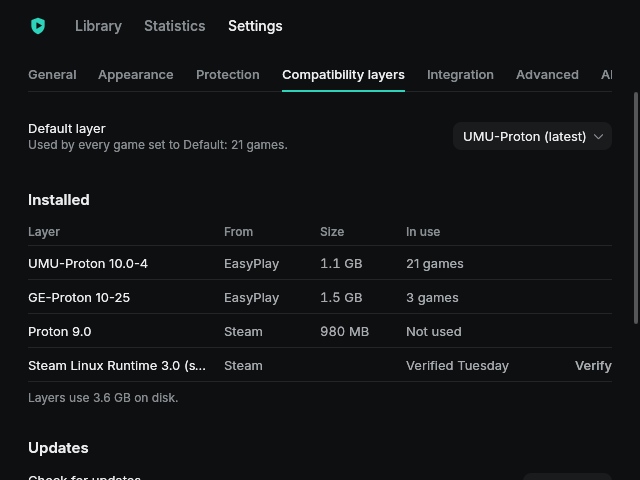 Library Statistics Settings
General Appearance Protection Compatibility layers Integration Advanced
Default layer
Used by every game set to Default: 21 games.
UMU-Proton (latest)
Installed
Layer From Size In use
UMU-Proton 10.0-4 EasyPlay 1.1 GB 21 games
GE-Proton 10-25 EasyPlay 1.5 GB 3 games
Proton 9.0 Steam 980 MB Not used
Steam Linux Runtime 3.0 (s... Steam Verified Tuesday Verify
Layers use 3.6 GB on disk.
Updates
Check for updates